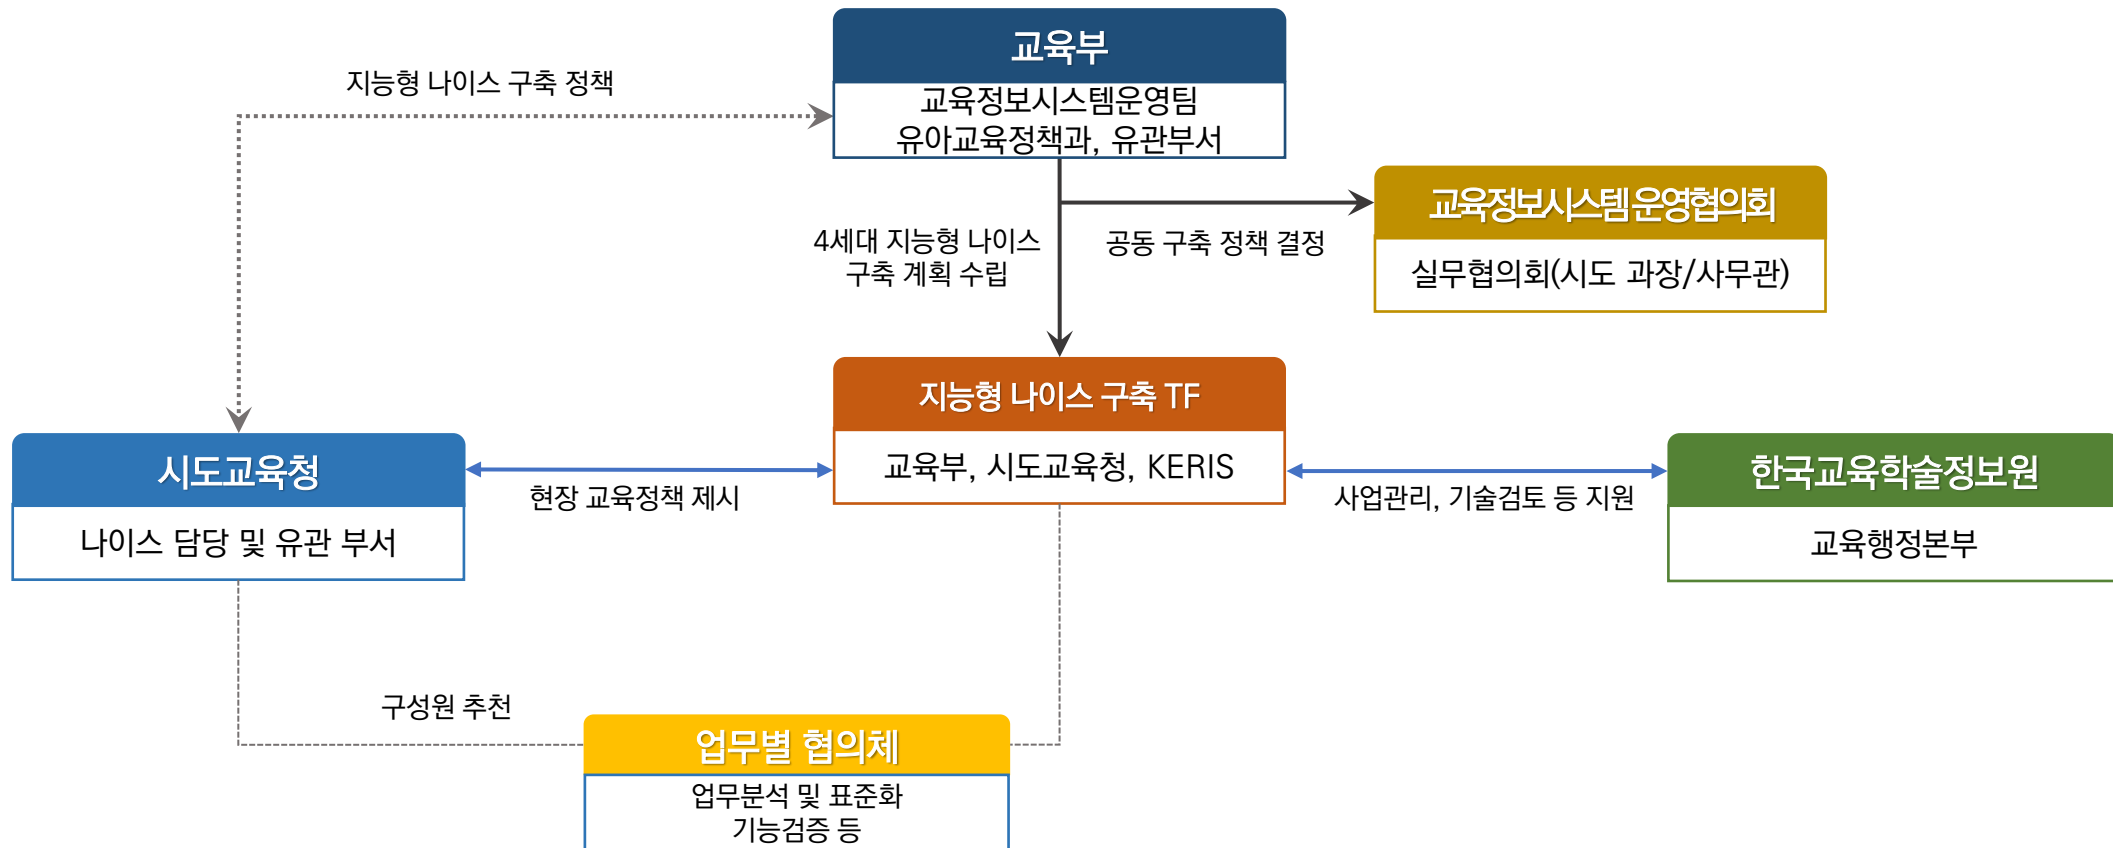 교육부
교육정보시스템운영팀
유아교육정책과, 유관부서
지능형 나이스 구축 정책
교육정보시스템 운영협의회
실무협의회(시도 과장/사무관)
4세대 지능형 나이스
구축 계획 수립
공동 구축 정책 결정
지능형 나이스 구축 TF
교육부, 시도교육청, KERIS
시도교육청
나이스 담당 및 유관 부서
현장 교육정책 제시
사업관리, 기술검토 등 지원
한국교육학술정보원
교육행정본부
구성원 추천
업무별 협의체
업무분석 및 표준화
기능검증 등